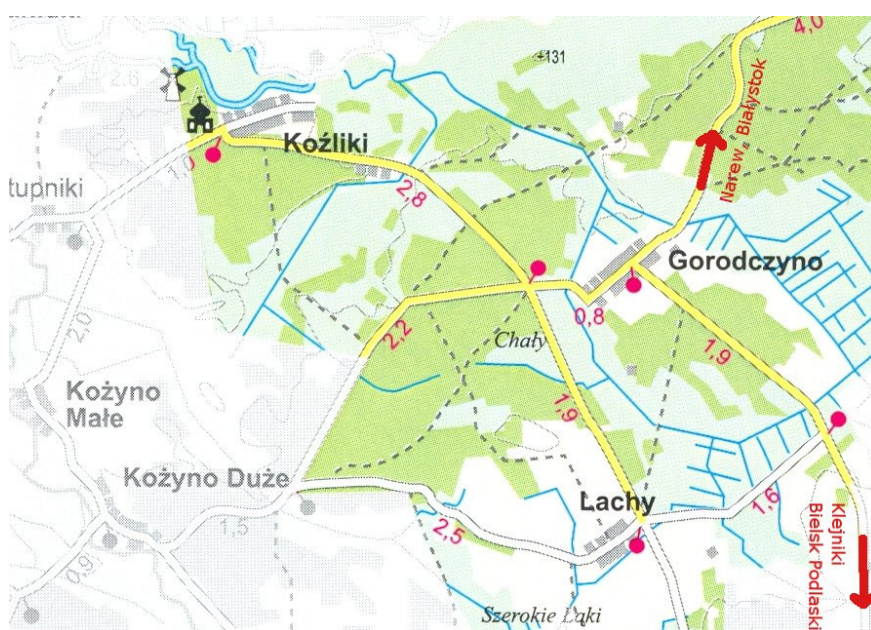 +131
4,0
Narew, Białystok
2.6
Koźliki
1,0
tupniki
2,8
Gorodczyno
0,8
2,2
Chały
2,0
1,9
1,9
Kożyno
Małe
Kożyno Duże
Lachy
1,6
2,5
1,5
0,9
Klejniki
Bielsk Podlaski
Szerokie Łąki